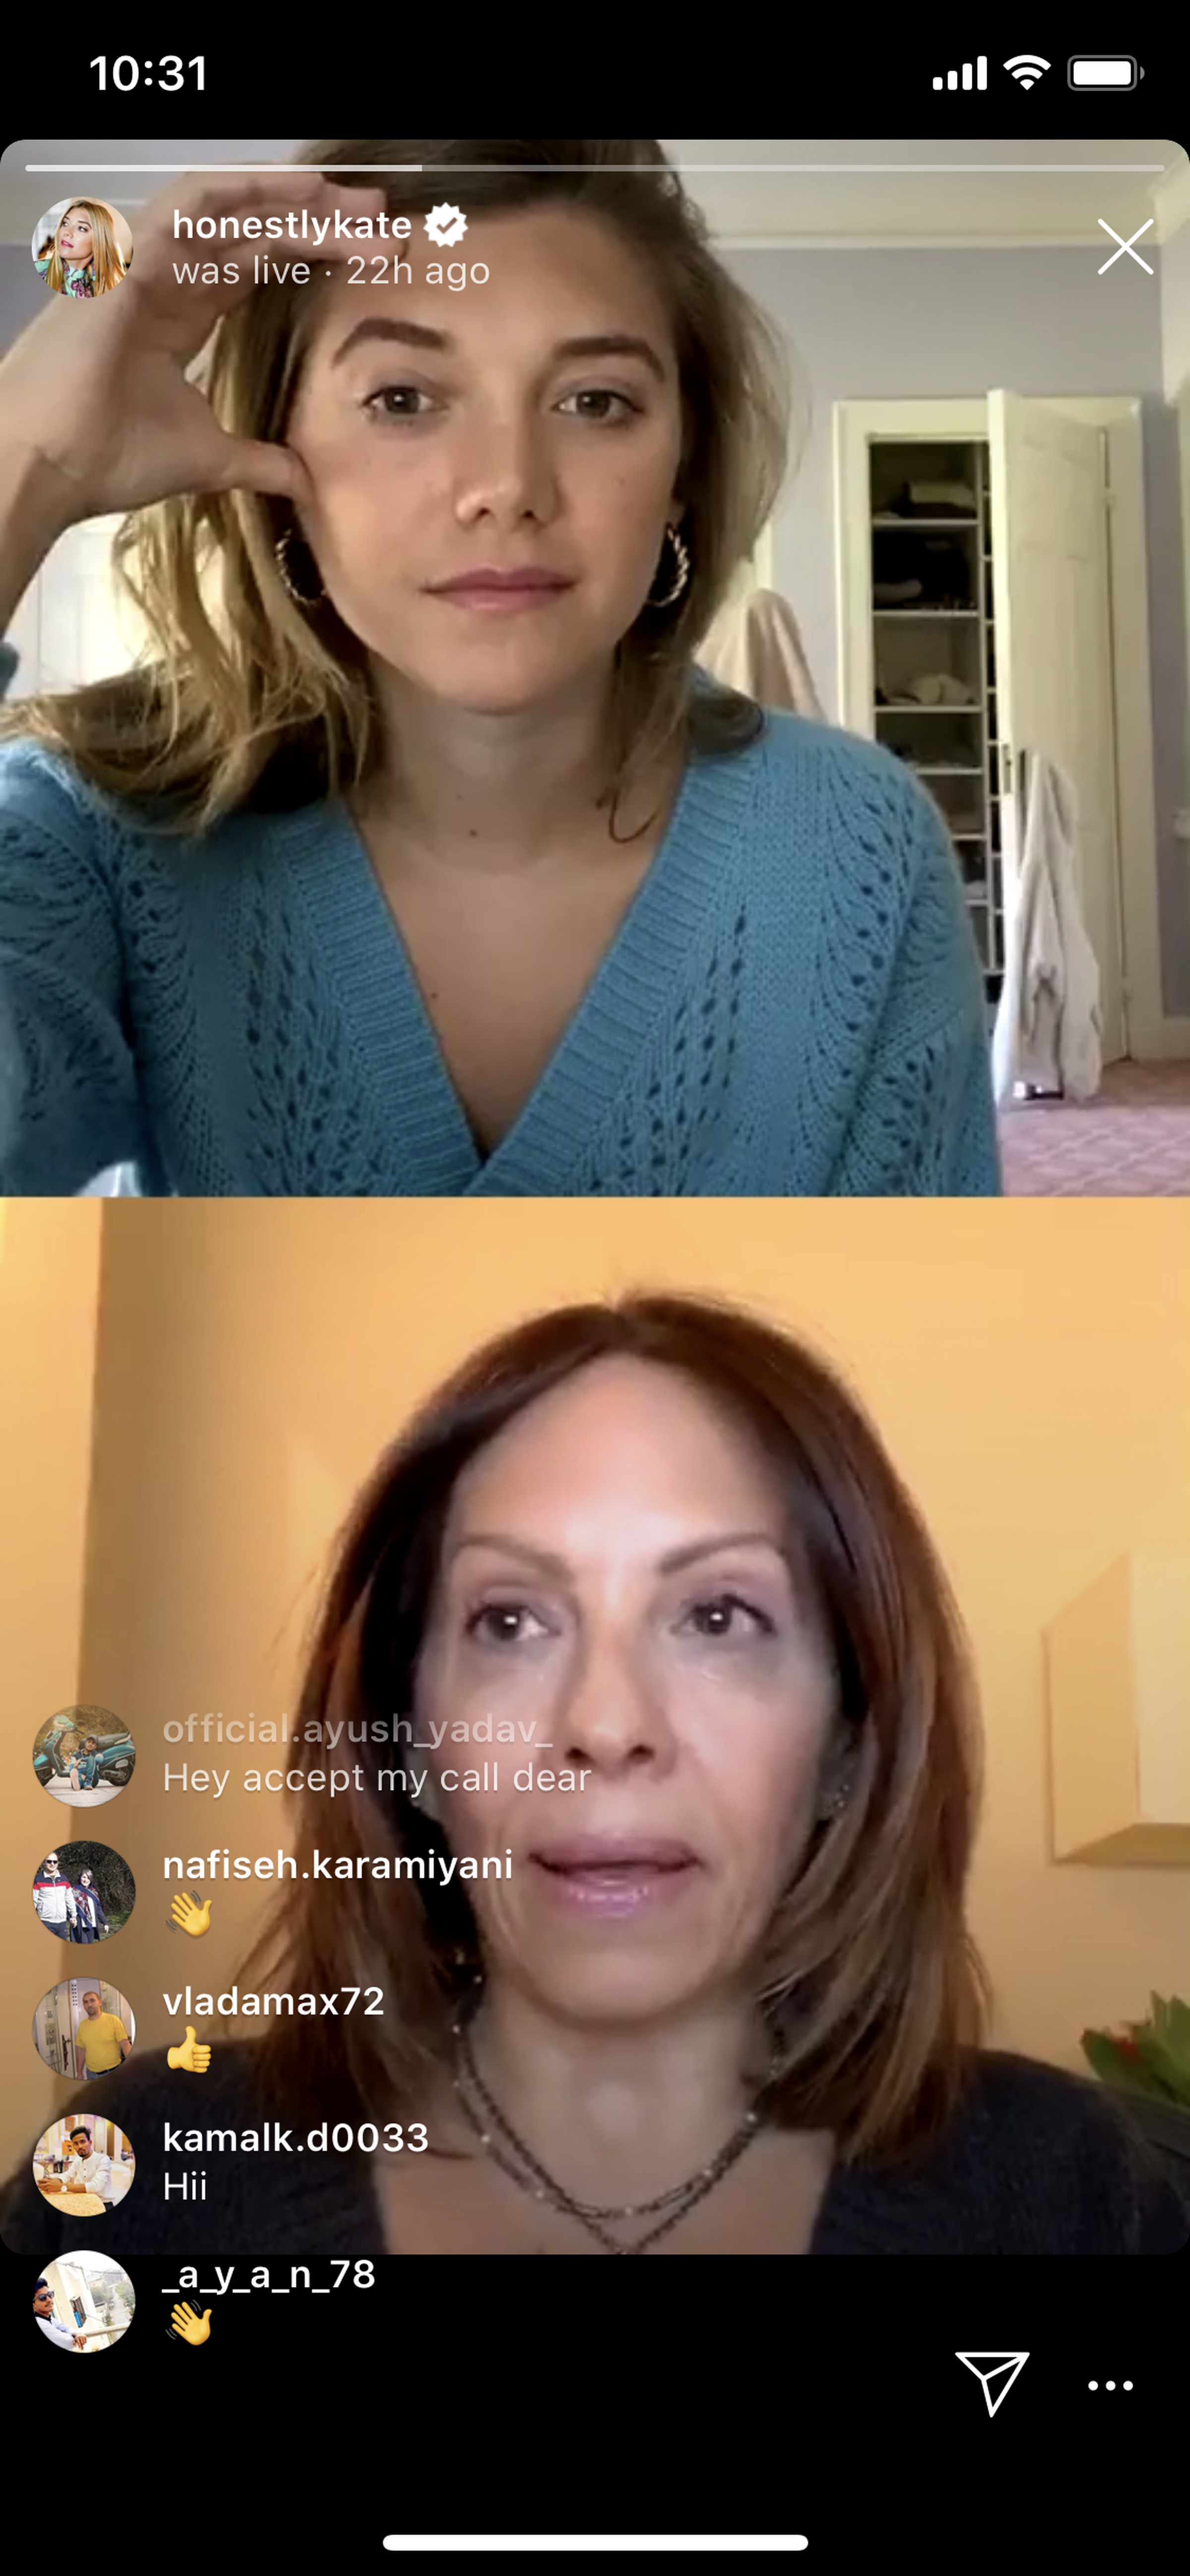 10:31
honestlykate
was live · 22h ago
official.ayush_yadav_
Hey accept my call dear
nafiseh.karamiyani
👋
vladamax72
👍
kamalk.d0033
Hii
_a_y_a_n_78
👋